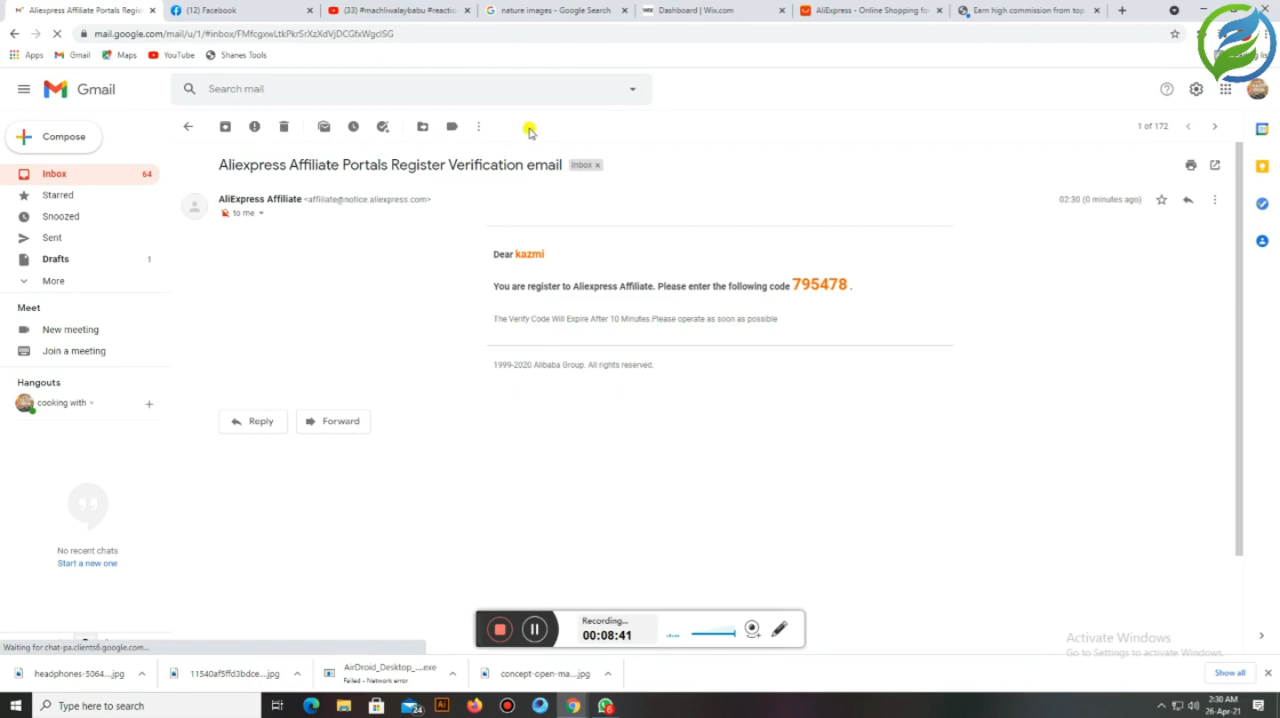 Aliexpress Affiliate Portals Regis
(12) Facebook
(33) #machliwalaybabu #reaction
nature images - Google Search
WIX Dashboard | Wix.com
AliExpress - Online Shopping for
Earn high commission from top
mail.google.com/mail/u/1/#inbox/FMfcgxwLtkPkrSrXzXdVjDCGfxWgclSG
Apps
Gmail
Maps
YouTube
Shanes Tools
Gmail
Search mail
Compose
1 of 172
Aliexpress Affiliate Portals Register Verification email
Inbox x
Inbox 64
Starred
Snoozed
Sent
Drafts 1
More
AliExpress Affiliate <affiliate@notice.aliexpress.com>
02:30 (0 minutes ago)
to me
Dear kazmi
You are register to Aliexpress Affiliate. Please enter the following code 795478 .
The Verify Code Will Expire After 10 Minutes.Please operate as soon as possible
1999-2020 Alibaba Group. All rights reserved.
Meet
New meeting
Join a meeting
Hangouts
cooking with
Reply
Forward
No recent chats
Start a new one
Recording...
00:08:41
Activate Windows
Go to Settings to activate Windows.
Waiting for chat-pa.clients6.google.com...
headphones-5064....jpg
11540af5ffd3bdce....jpg
AirDroid_Desktop_....exe
Failed - Network error
concept-open-ma....jpg
Show all
Type here to search
Ai
24
6
2:30 AM
26-Apr-21